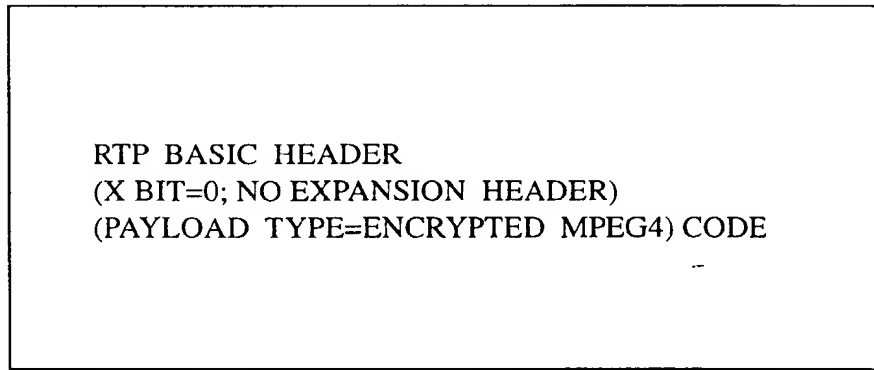 RTP BASIC HEADER
(X BIT=0; NO EXPANSION HEADER)
(PAYLOAD TYPE=ENCRYPTED MPEG4) CODE